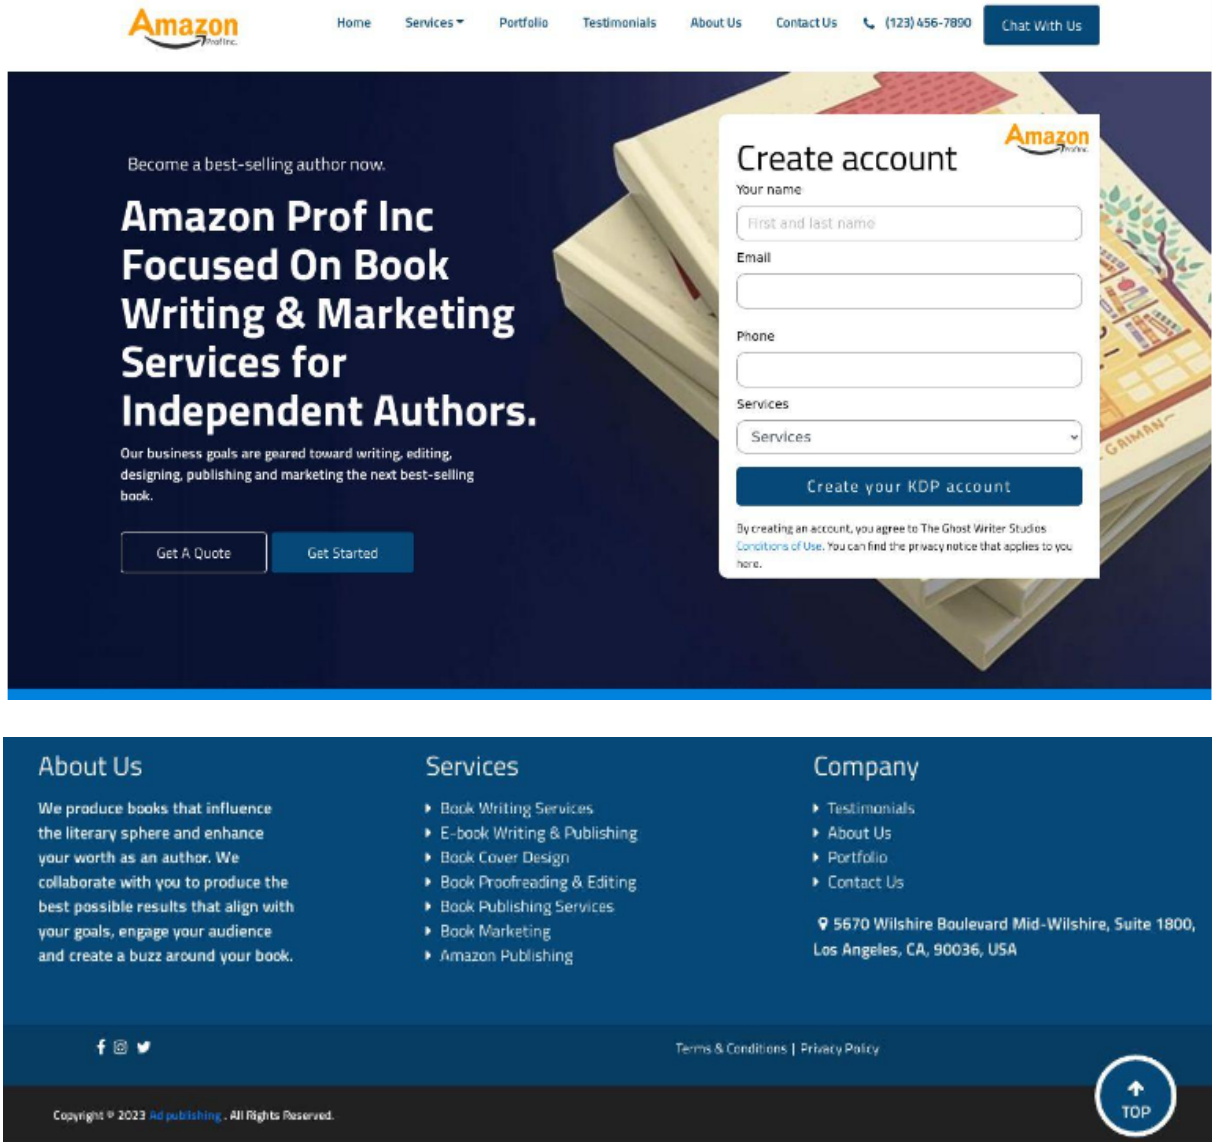 Amazon
Prof Inc.
Home Services Portfolio Testimonials About Us Contact Us (123) 456-7890 Chat With Us
Become a best-selling author now.
Amazon Prof Inc
Focused On Book
Writing & Marketing
Services for
Independent Authors.
Our business goals are geared toward writing, editing,
designing, publishing and marketing the next best-selling
book.
Get A Quote Get Started
Amazon
Prof Inc.
Create account
Your name
First and last name
Email
Phone
Services
Services
Create your KDP account
By creating an account, you agree to The Ghost Writer Studios
Conditions of Use. You can find the privacy notice that applies to you
here.
GAIMAN
About Us
We produce books that influence
the literary sphere and enhance
your worth as an author. We
collaborate with you to produce the
best possible results that align with
your goals, engage your audience
and create a buzz around your book.
Services
Book Writing Services
E-book Writing & Publishing
Book Cover Design
Book Proofreading & Editing
Book Publishing Services
Book Marketing
Amazon Publishing
Company
Testimonials
About Us
Portfolio
Contact Us
5670 Wilshire Boulevard Mid-Wilshire, Suite 1800,
Los Angeles, CA, 90036, USA
Terms & Conditions | Privacy Policy
Copyright © 2023 Ad publishing . All Rights Reserved.
TOP